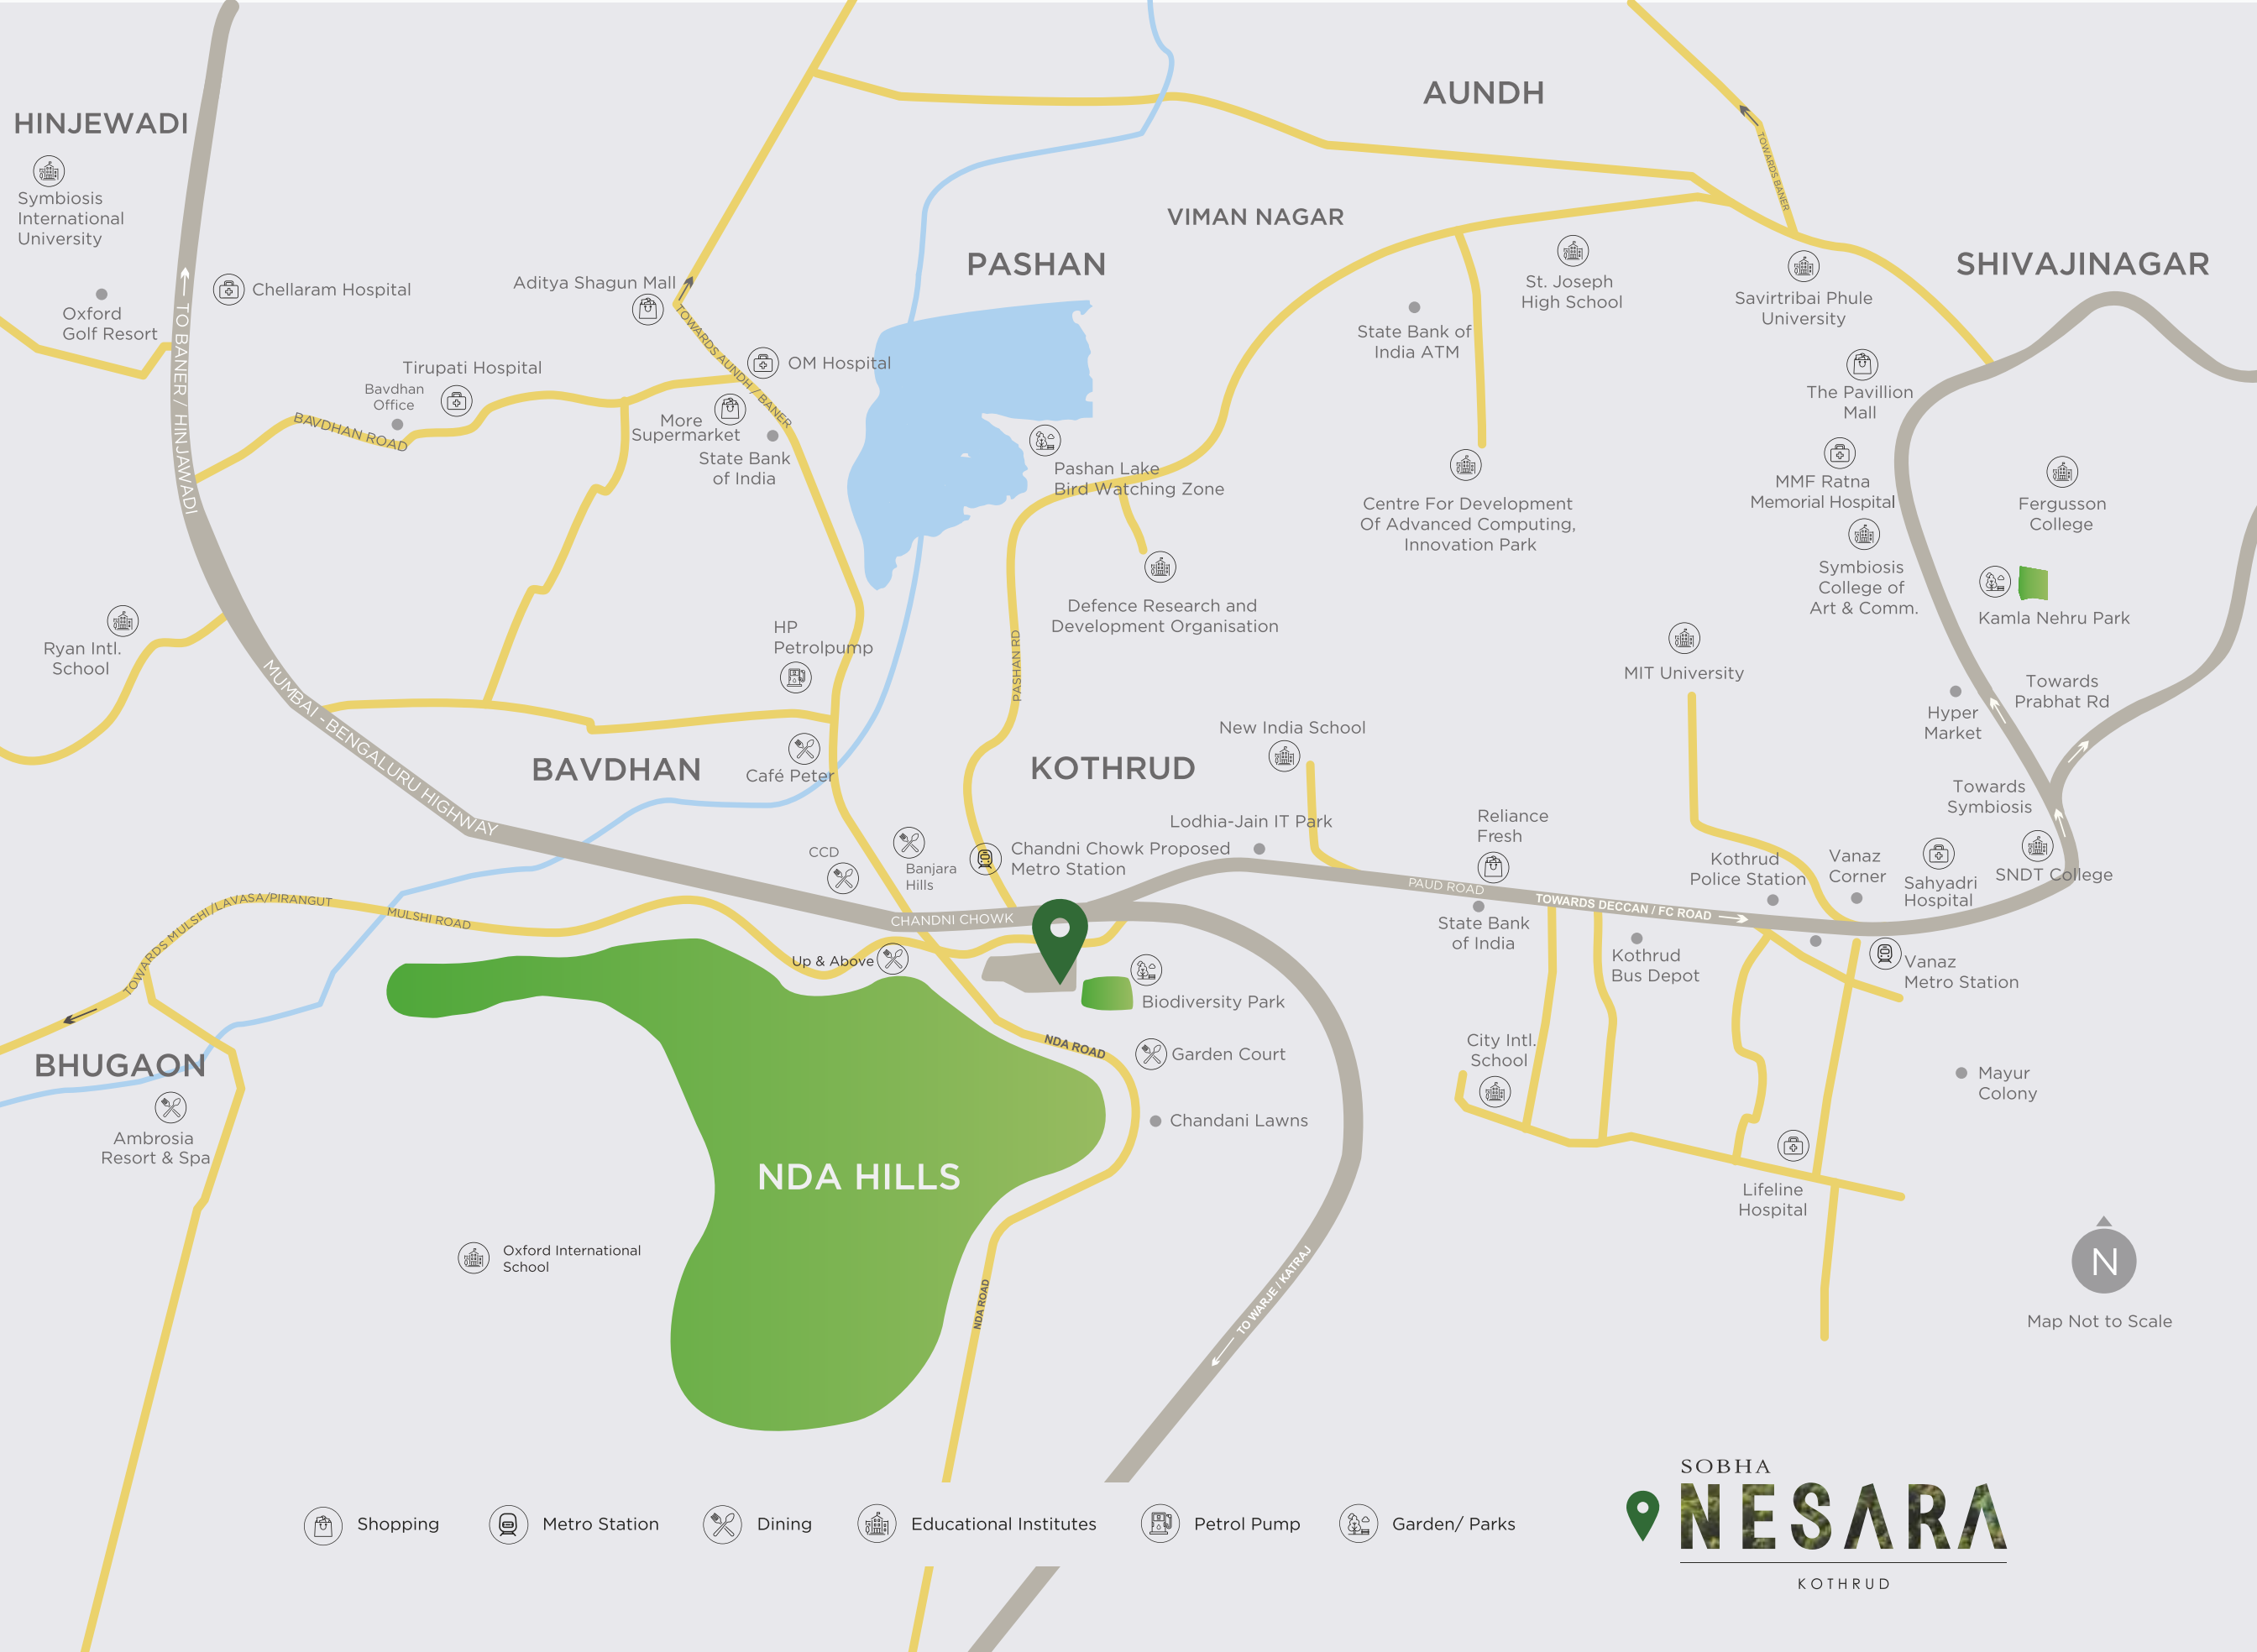 AUNDH
HINJEWADI
TOWARDS BANER
Symbiosis
International
University
VIMAN NAGAR
PASHAN
SHIVAJINAGAR
Chellaram Hospital
Aditya Shagun Mall
St. Joseph
High School
Savirtribai Phule
University
Oxford
Golf Resort
TO BANER / HINJAWADI
TOWARDS AUNDH / BANER
State Bank of
India ATM
Tirupati Hospital
OM Hospital
Bavdhan
Office
The Pavillion
Mall
BAVDHAN ROAD
More
Supermarket
State Bank
of India
Pashan Lake
Bird Watching Zone
MMF Ratna
Memorial Hospital
Centre For Development
Of Advanced Computing,
Innovation Park
Fergusson
College
Symbiosis
College of
Art & Comm.
Defence Research and
Development Organisation
Kamla Nehru Park
Ryan Intl.
School
HP
Petrolpump
PASHAN RD
MIT University
Towards
Prabhat Rd
MUMBAI - BENGALURU HIGHWAY
Hyper
Market
New India School
BAVDHAN
Café Peter
KOTHRUD
Towards
Symbiosis
Lodhia-Jain IT Park
Reliance
Fresh
CCD
Banjara
Hills
Chandni Chowk Proposed
Metro Station
Kothrud
Police Station
Vanaz
Corner
Sahyadri
Hospital
SNDT College
PAUD ROAD
TOWARDS DECCAN / FC ROAD
TOWARDS MULSHI/LAVASA/PIRANGUT
MULSHI ROAD
CHANDNI CHOWK
State Bank
of India
Up & Above
Kothrud
Bus Depot
Vanaz
Metro Station
Biodiversity Park
NDA ROAD
Garden Court
City Intl.
School
BHUGAON
Mayur
Colony
Chandani Lawns
Ambrosia
Resort & Spa
NDA HILLS
Lifeline
Hospital
Oxford International
School
NDA ROAD
TO WARJE / KATRAJ
N
Map Not to Scale
Shopping
Metro Station
Dining
Educational Institutes
Petrol Pump
Garden/ Parks
SOBHA
NESARA
KOTHRUD